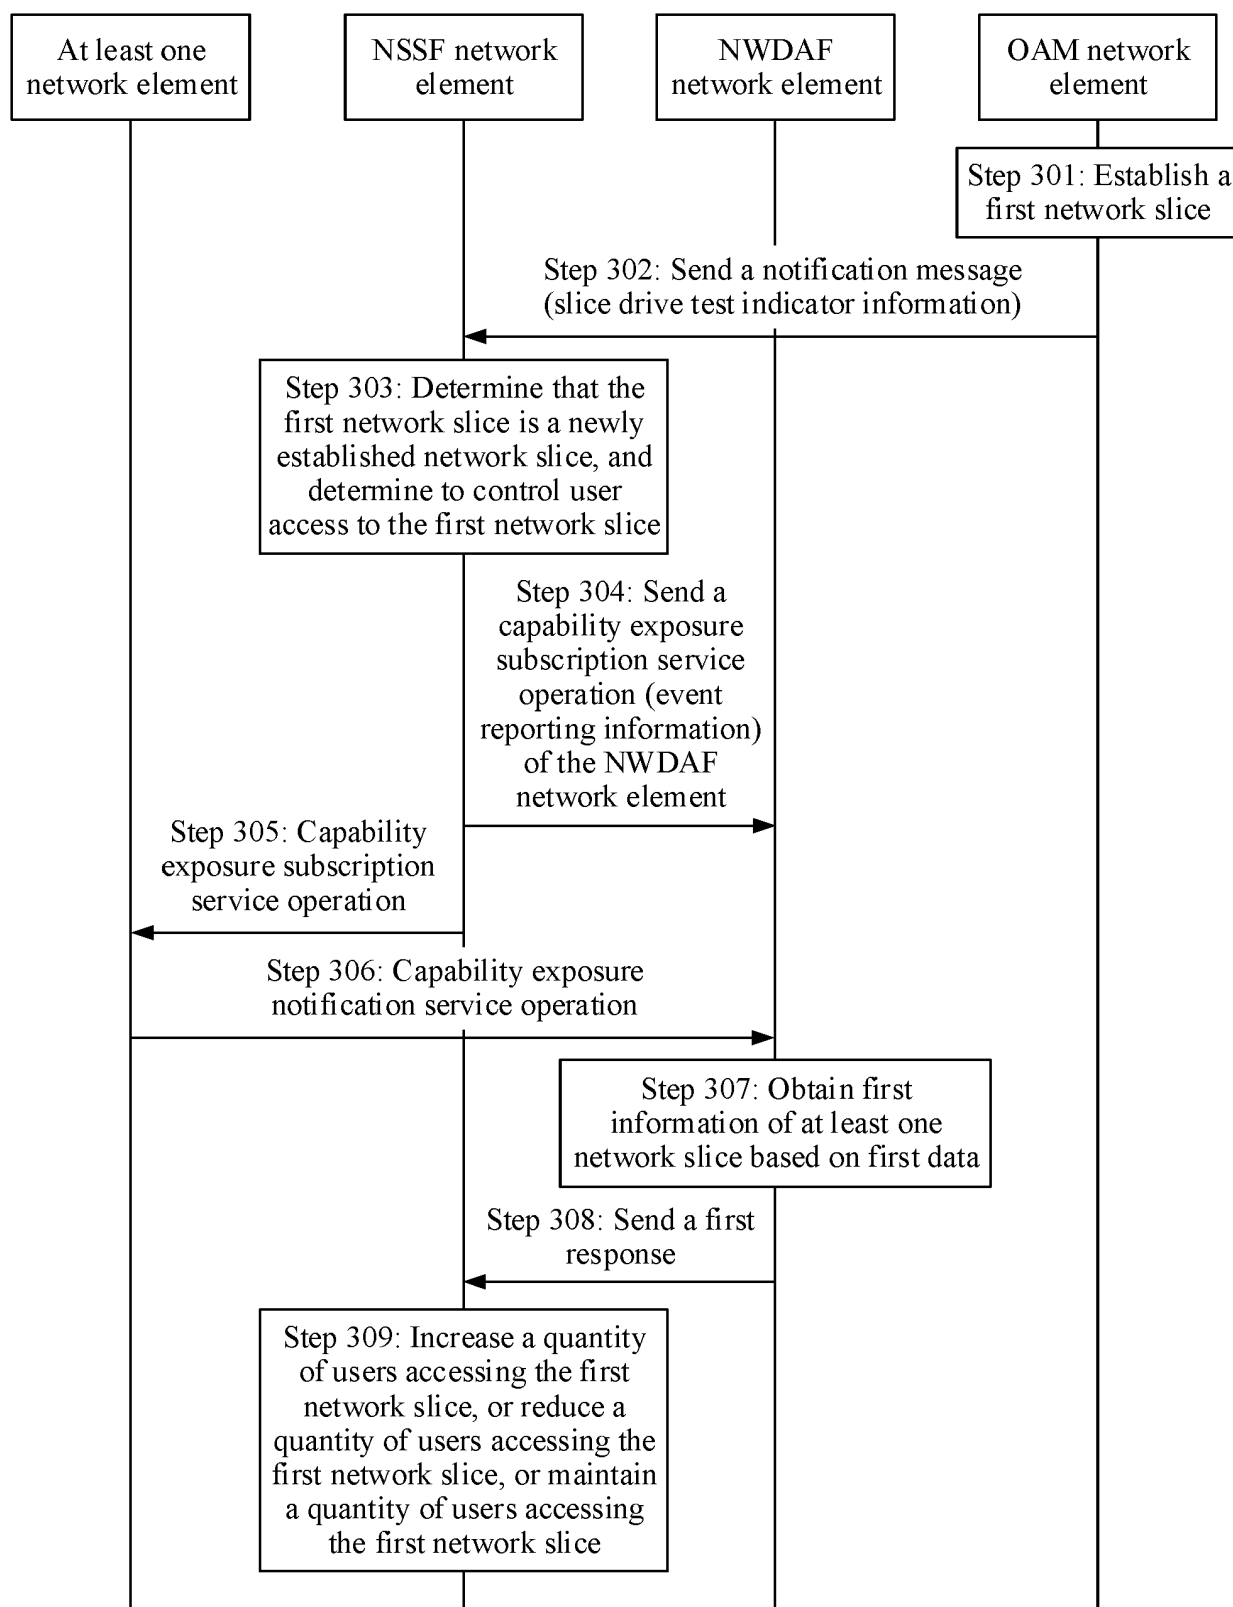 At least one
network element
NSSF network
element
NWDAF
network element
OAM network
element
Step 301: Establish a
first network slice
Step 302: Send a notification message
(slice drive test indicator information)
Step 303: Determine that the
first network slice is a newly
established network slice, and
determine to control user
access to the first network slice
Step 304: Send a
capability exposure
subscription service
operation (event
reporting information)
of the NWDAF
network element
Step 305: Capability
exposure subscription
service operation
Step 306: Capability exposure
notification service operation
Step 307: Obtain first
information of at least one
network slice based on first data
Step 308: Send a first
response
Step 309: Increase a quantity
of users accessing the first
network slice, or reduce a
quantity of users accessing the
first network slice, or maintain
a quantity of users accessing
the first network slice